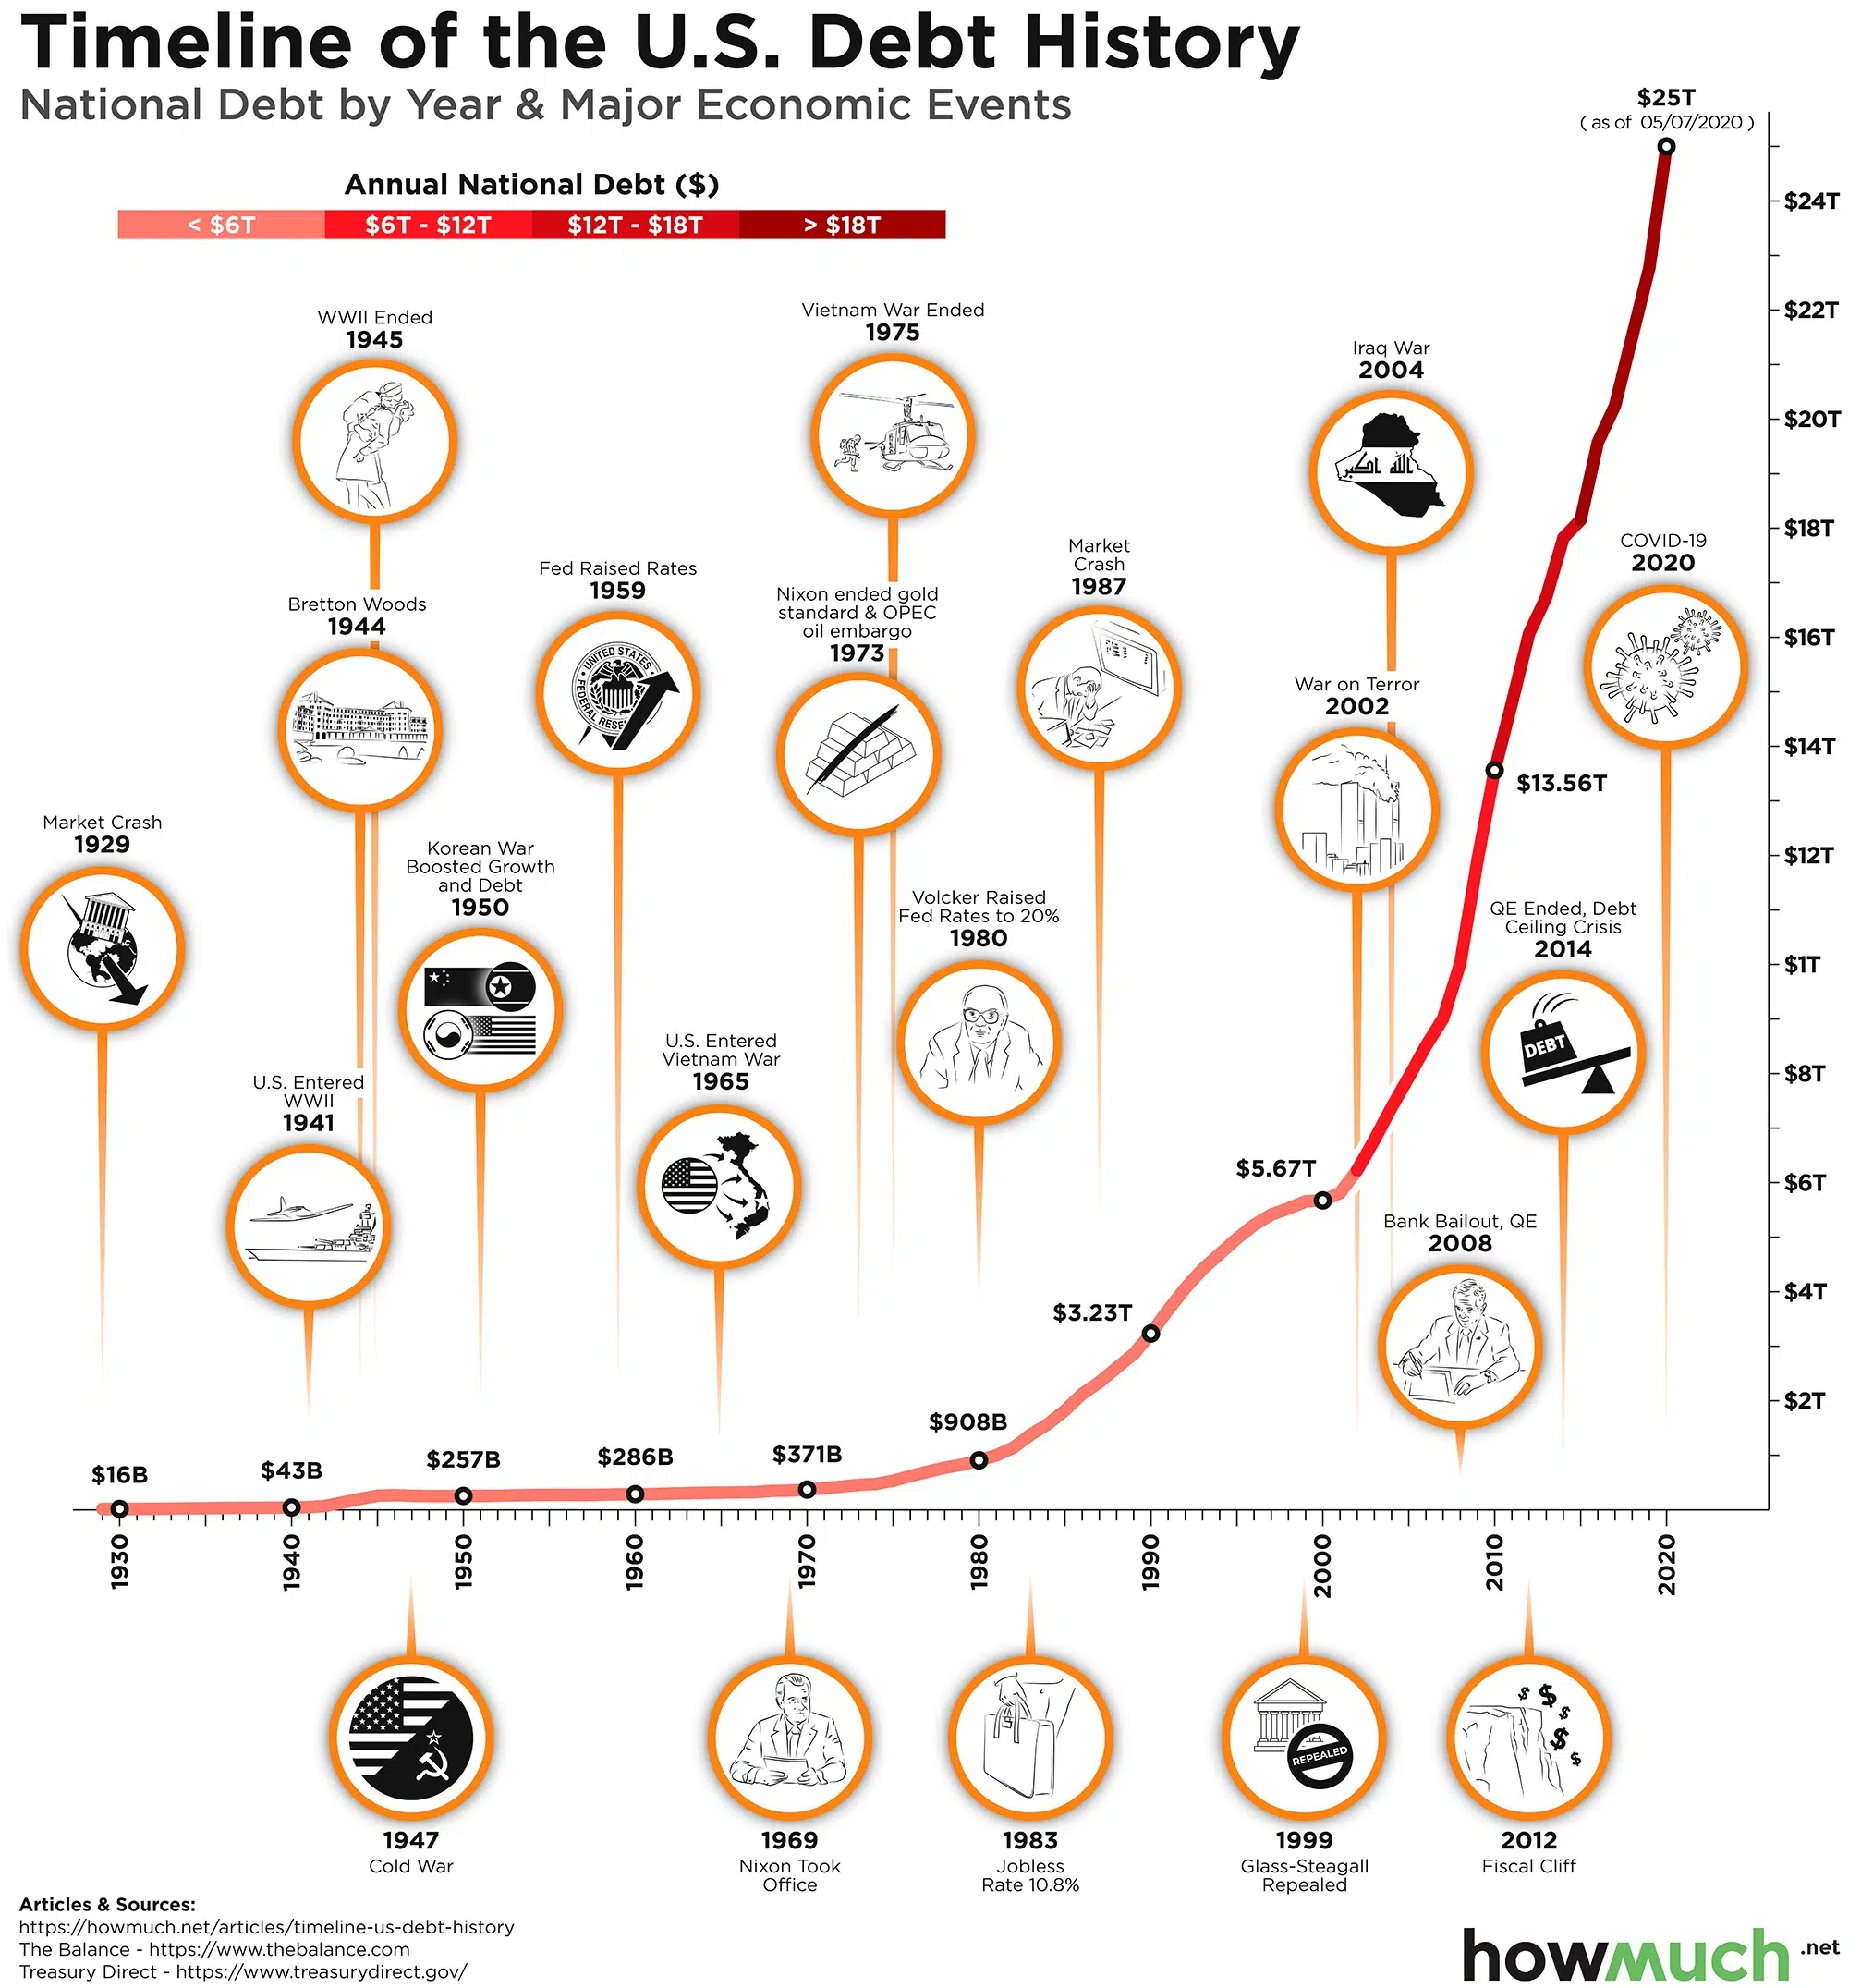 Timeline of the U.S. Debt History
National Debt by Year & Major Economic Events
$25T
( as of 05/07/2020 )
Annual National Debt ($)
< $6T
$6T - $12T
$12T - $18T
> $18T
$24T
$22T
$20T
$18T
$16T
$14T
$12T
$1T
$8T
$6T
$4T
$2T
WWII Ended
1945
Vietnam War Ended
1975
Iraq War
2004
الله اكبر
Fed Raised Rates
1959
UNITED STATES
FEDERAL RESE
Bretton Woods
1944
Nixon ended gold
standard & OPEC
oil embargo
1973
Market
Crash
1987
COVID-19
2020
War on Terror
2002
$13.56T
Market Crash
1929
Korean War
Boosted Growth
and Debt
1950
Volcker Raised
Fed Rates to 20%
1980
QE Ended, Debt
Ceiling Crisis
2014
DEBT
U.S. Entered
WWII
1941
U.S. Entered
Vietnam War
1965
$5.67T
Bank Bailout, QE
2008
$3.23T
$908B
$371B
$286B
$257B
$43B
$16B
1930
1940
1950
1960
1970
1980
1990
2000
2010
2020
REPEALED
$ $ $ $ $
1947
Cold War
1969
Nixon Took
Office
1983
Jobless
Rate 10.8%
1999
Glass-Steagall
Repealed
2012
Fiscal Cliff
Articles & Sources:
https://howmuch.net/articles/timeline-us-debt-history
The Balance - https://www.thebalance.com
Treasury Direct - https://www.treasurydirect.gov/
howmuch.net